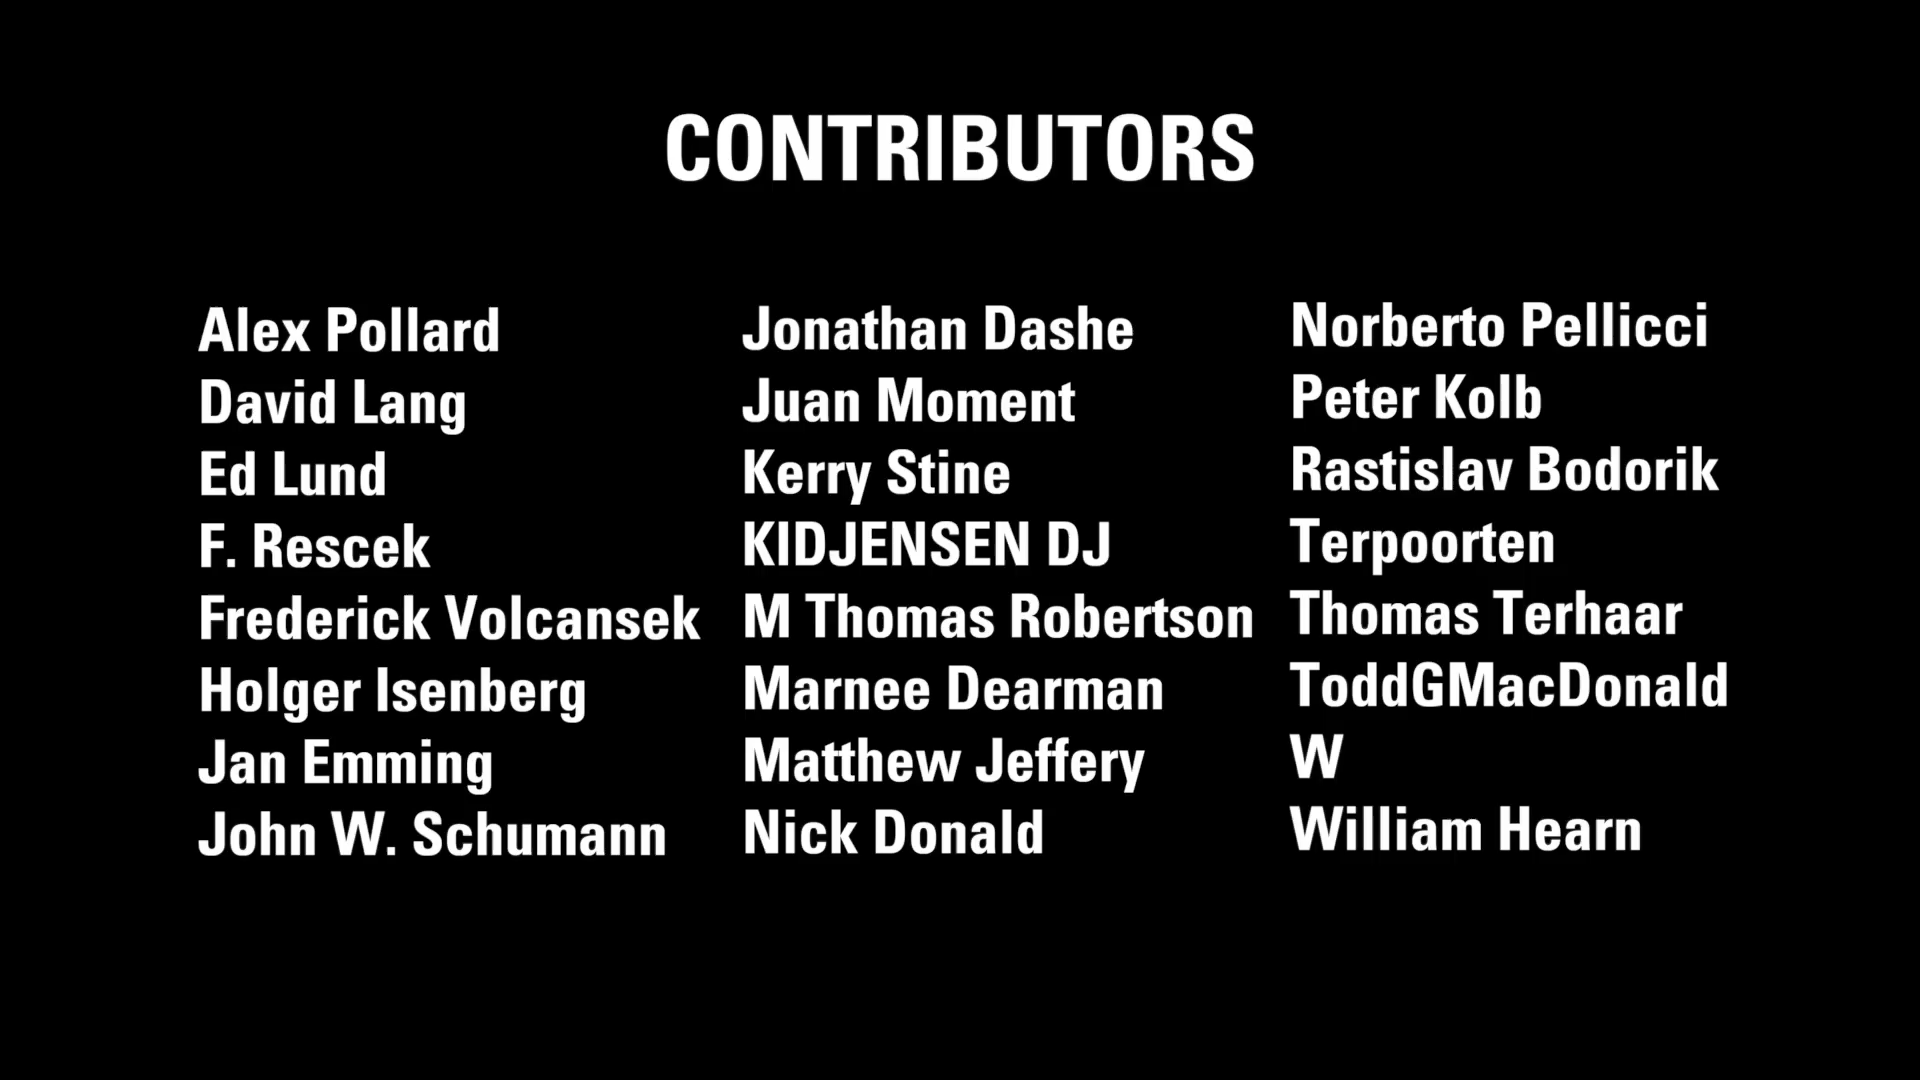 CONTRIBUTORS
Alex Pollard
David Lang
Ed Lund
F. Rescek
Frederick Volcansek
Holger Isenberg
Jan Emming
John W. Schumann
Jonathan Dashe
Juan Moment
Kerry Stine
KIDJENSEN DJ
M Thomas Robertson
Marnee Dearman
Matthew Jeffery
Nick Donald
Norberto Pellicci
Peter Kolb
Rastislav Bodorik
Terpoorten
Thomas Terhaar
ToddGMacDonald
W
William Hearn